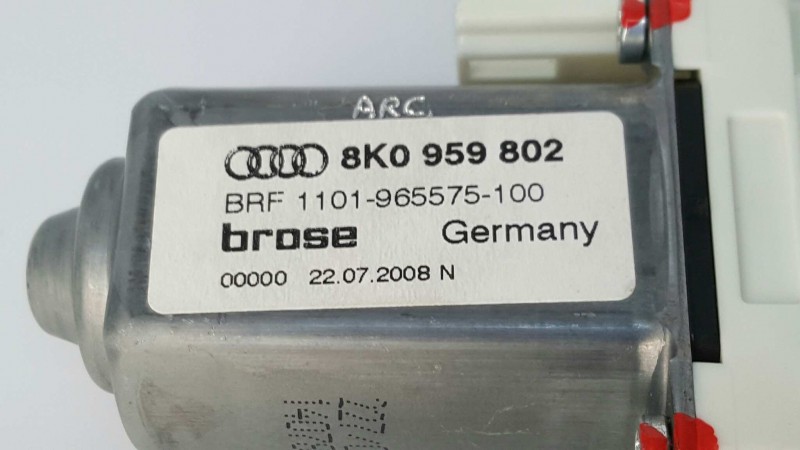 ARC
8K0 959 802
BRF 1101-965575-100
brose Germany
00000 22.07.2008 N